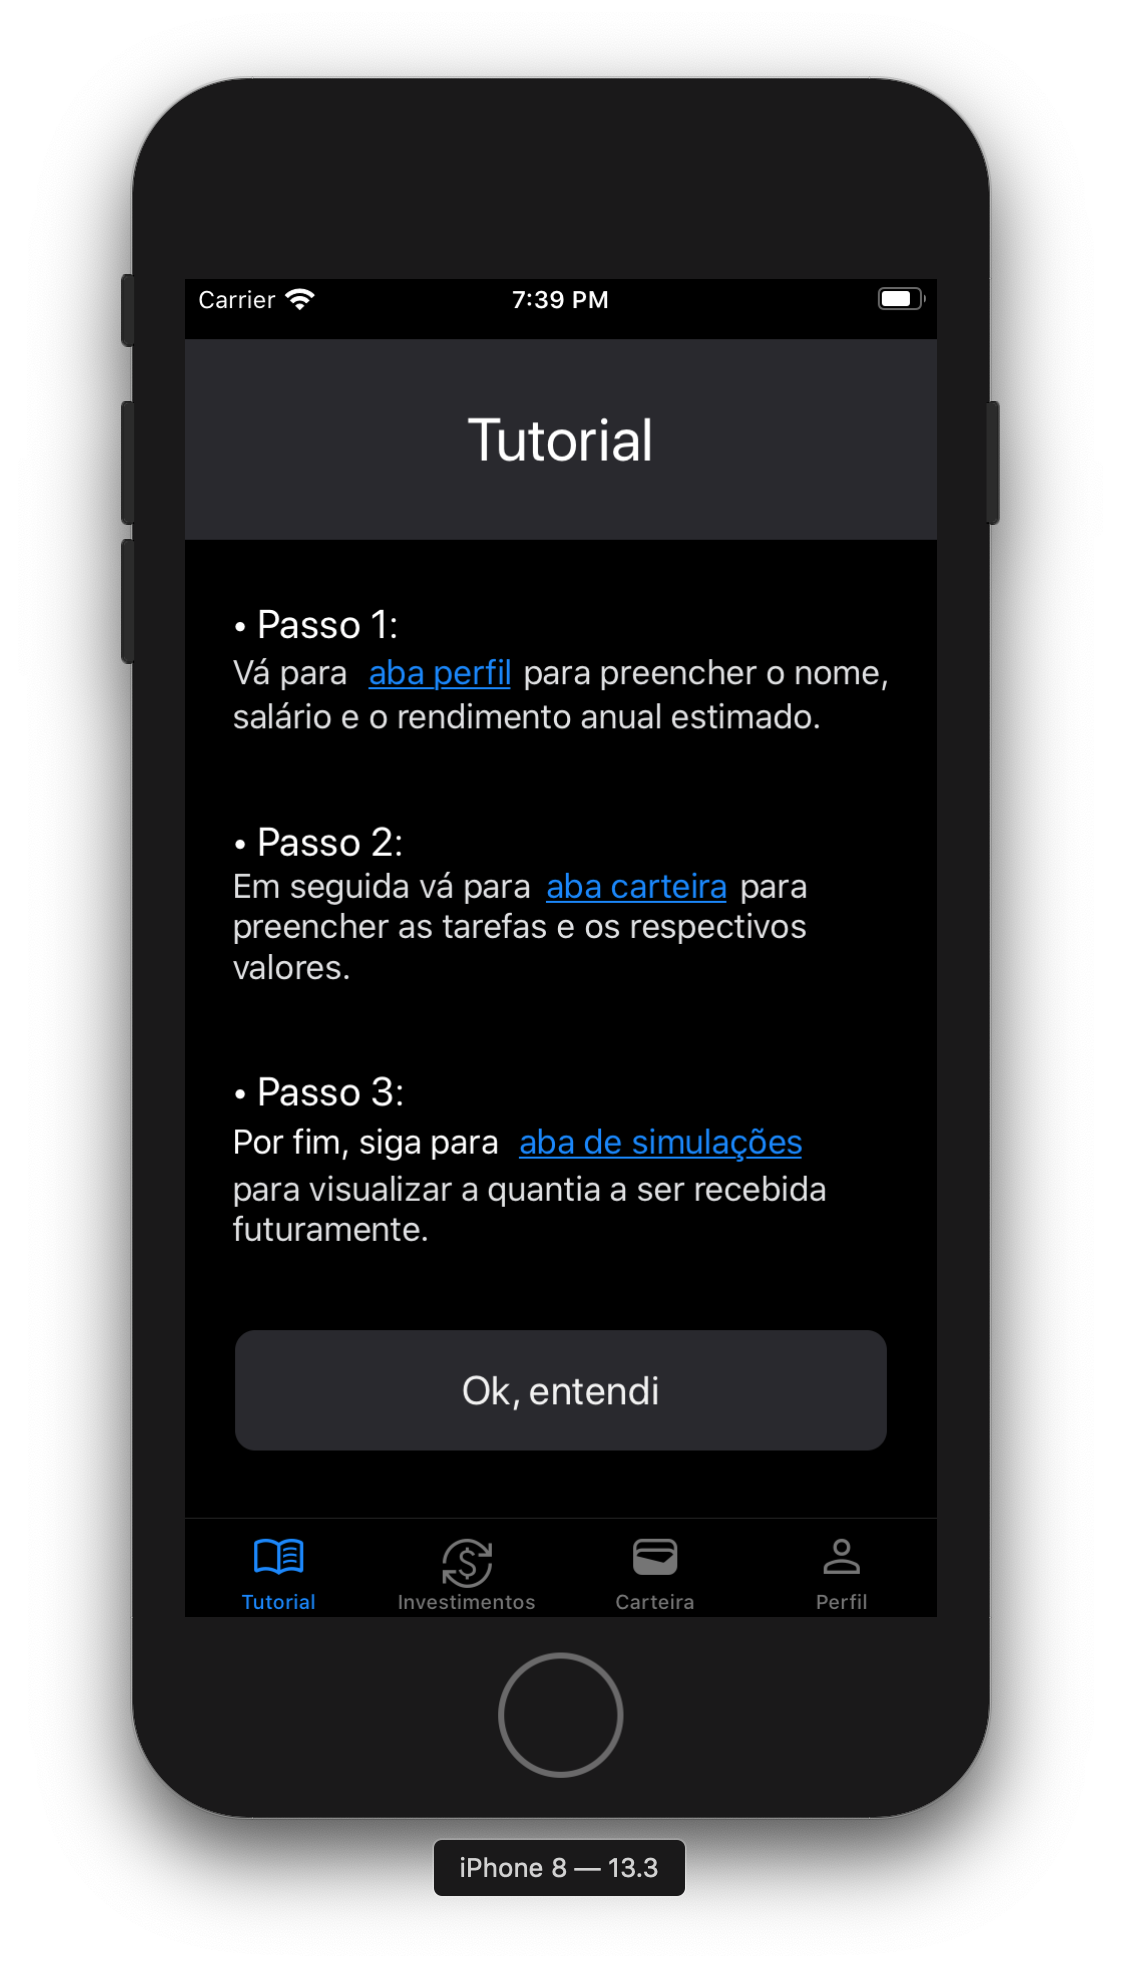 Carrier 7:39 PM
Tutorial
• Passo 1:
Vá para aba perfil para preencher o nome,
salário e o rendimento anual estimado.
• Passo 2:
Em seguida vá para aba carteira para
preencher as tarefas e os respectivos
valores.
• Passo 3:
Por fim, siga para aba de simulações
para visualizar a quantia a ser recebida
futuramente.
Ok, entendi
Tutorial Investimentos Carteira Perfil
iPhone 8 — 13.3